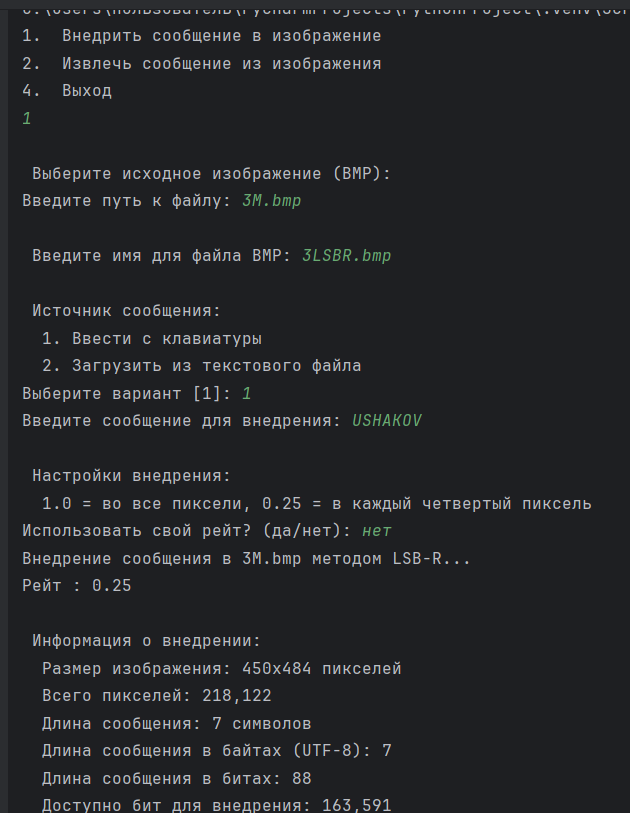 C:\Users\Пользователь\PycharmProjects\PythonProject\.venv\Scr
1. Внедрить сообщение в изображение
2. Извлечь сообщение из изображения
4. Выход
1
Выберите исходное изображение (BMP):
Введите путь к файлу: 3M.bmp
Введите имя для файла BMP: 3LSBR.bmp
Источник сообщения:
1. Ввести с клавиатуры
2. Загрузить из текстового файла
Выберите вариант [1]: 1
Введите сообщение для внедрения: USHAKOV
Настройки внедрения:
1.0 = во все пиксели, 0.25 = в каждый четвертый пиксель
Использовать свой рейт? (да/нет): нет
Внедрение сообщения в 3M.bmp методом LSB-R...
Рейт : 0.25
Информация о внедрении:
Размер изображения: 450x484 пикселей
Всего пикселей: 218,122
Длина сообщения: 7 символов
Длина сообщения в байтах (UTF-8): 7
Длина сообщения в битах: 88
Доступно бит для внедрения: 163,591